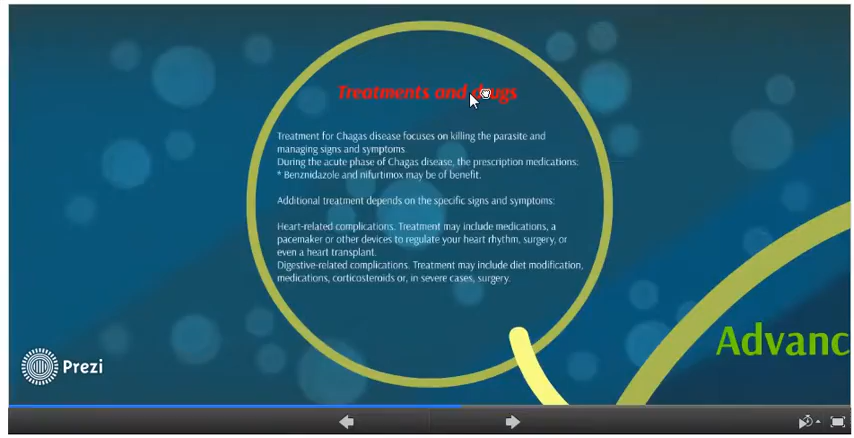 Treatments and drugs
Treatment for Chagas disease focuses on killing the parasite and
managing signs and symptoms
During the acute phase of Chagas disease, the prescription medications:
* Benznidazole and nifurtimox may be of benefit.
Additional treatment depends on the specific signs and symptoms:
Heart-related complications. Treatment may include medications, a
pacemaker or other devices to regulate your heart rhythm, surgery, or
even a heart transplant.
Digestive-related complications. Treatment may include diet modification,
medications, corticosteroids or, in severe cases, surgery.
Advanc
Prezi